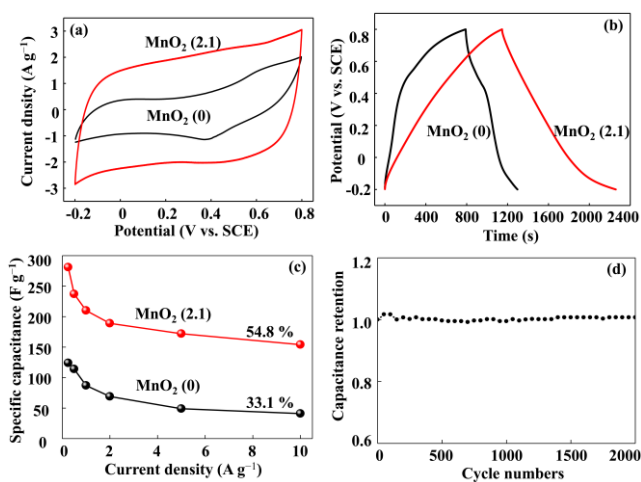 (a)
MnO₂ (2.1)
MnO₂ (0)
Current dnsity (A g⁻¹)
3
2
1
0
-1
-2
-3
-0.2 0 0.2 0.4 0.6 0.8
Potential (V vs. SCE)
(b)
MnO₂ (0)
MnO₂ (2.1)
Potential (V vs. SCE)
0.8
0.6
0.4
0.2
0
-0.2
0 400 800 1200 1600 2000 2400
Time (s)
(c)
MnO₂ (2.1)
54.8 %
MnO₂ (0)
33.1 %
Specific capacitance (F g⁻¹)
300
250
200
150
100
50
0
0 2 4 6 8 10
Current density (A g⁻¹)
(d)
Capacitance retention
1.2
1.0
0.8
0.6
0 500 1000 1500 2000
Cycle numbers